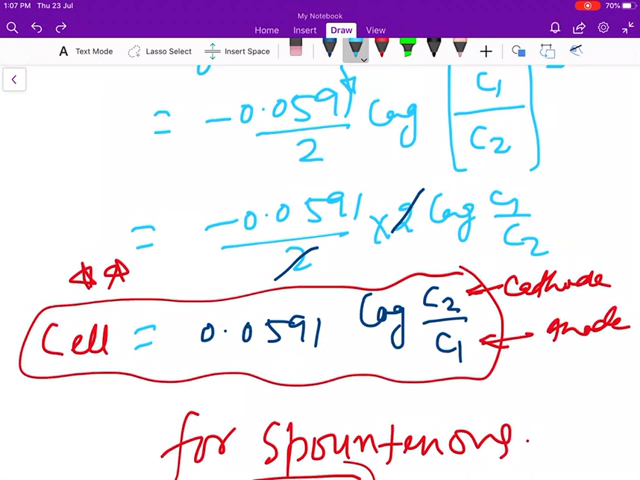 1:07 PM Thu 23 Jul
My Notebook
70%
Home Insert Draw View
Text Mode Lasso Select Insert Space
= -0.0591/2 log [C1/C2]
= -0.0591/2 × 2 log C1/C2
Cell = 0.0591 log C2/C1 ← Cathode ← Anode
for spountenous.